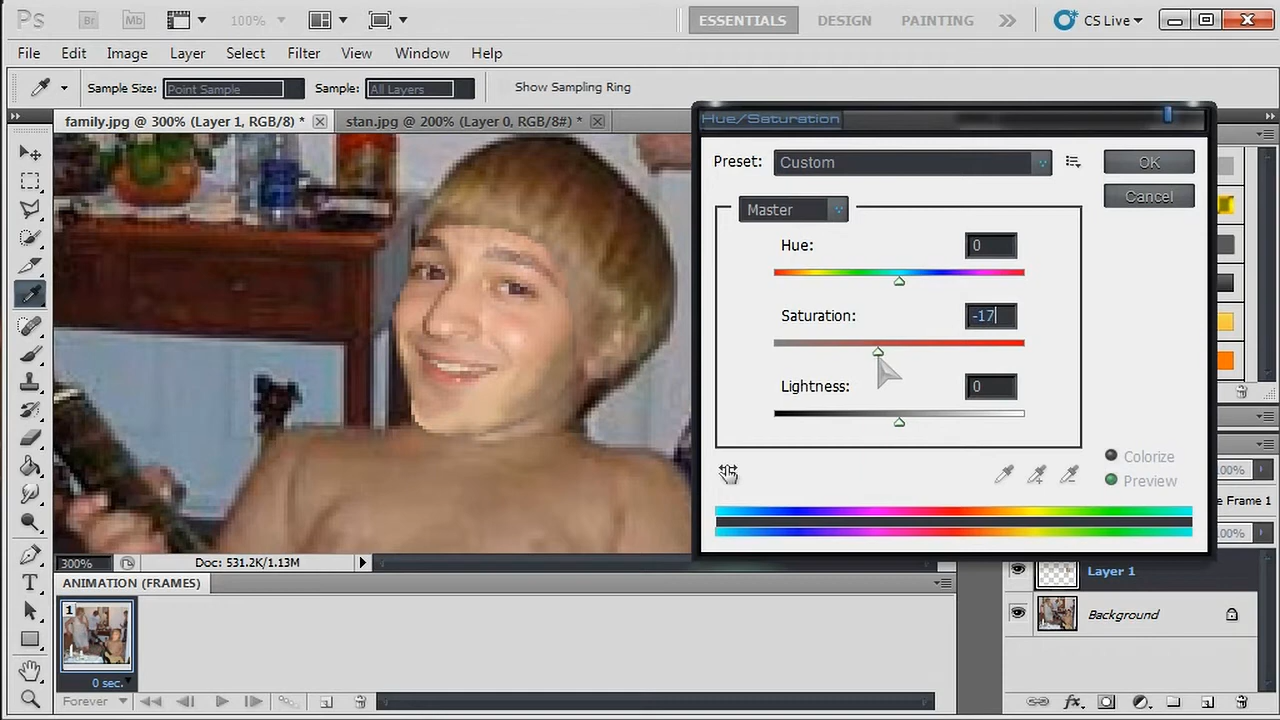 Ps Br Mb 100% ESSENTIALS DESIGN PAINTING CS Live
File Edit Image Layer Select Filter View Window Help
Sample Size: Point Sample Sample: All Layers Show Sampling Ring
family.jpg @ 300% (Layer 1, RGB/8) * stan.jpg @ 200% (Layer 0, RGB/8#) *
Hue/Saturation
Preset: Custom OK
Cancel
Master
Hue: 0
Saturation: -17
Lightness: 0
Colorize
Preview
100%
e Frame 1
100%
300% Doc: 531.2K/1.13M
ANIMATION (FRAMES)
Layer 1
1
Background
0 sec.
Forever
T
fx